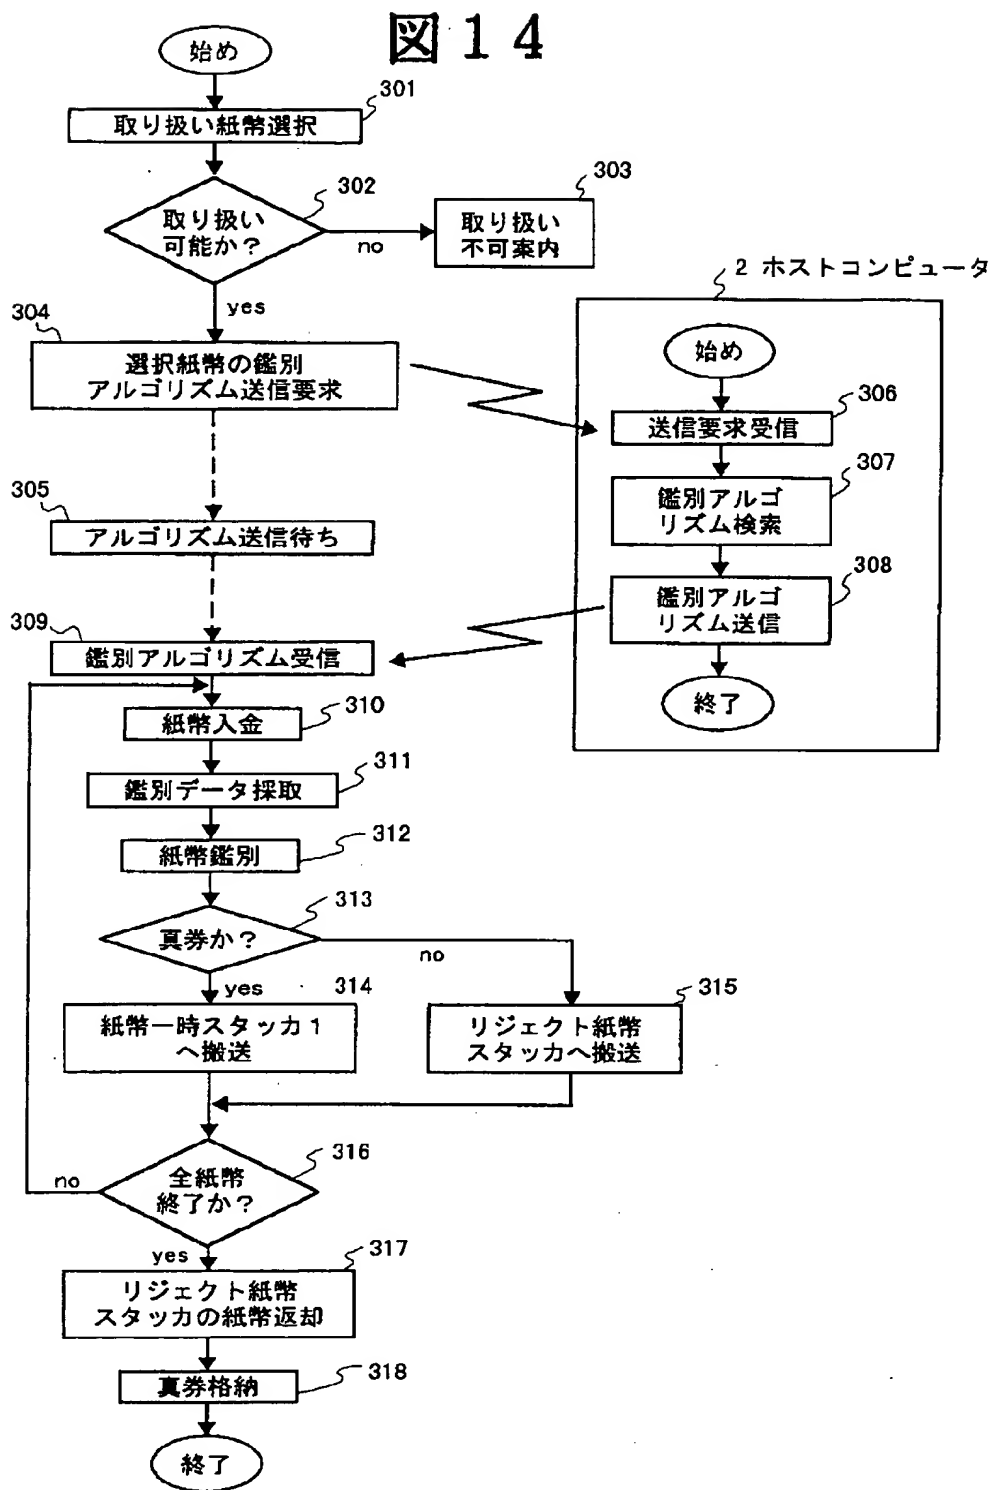 図14
始め
301
取り扱い紙幣選択
302
取り扱い
可能か?
no
303
取り扱い
不可案内
yes
304
選択紙幣の鑑別
アルゴリズム送信要求
2 ホストコンピュータ
始め
306
送信要求受信
307
鑑別アルゴ
リズム検索
308
鑑別アルゴ
リズム送信
終了
305
アルゴリズム送信待ち
309
鑑別アルゴリズム受信
310
紙幣入金
311
鑑別データ採取
312
紙幣鑑別
313
真券か?
no
yes
314
紙幣一時スタッカ1
へ搬送
315
リジェクト紙幣
スタッカへ搬送
316
全紙幣
終了か?
no
yes
317
リジェクト紙幣
スタッカの紙幣返却
318
真券格納
終了